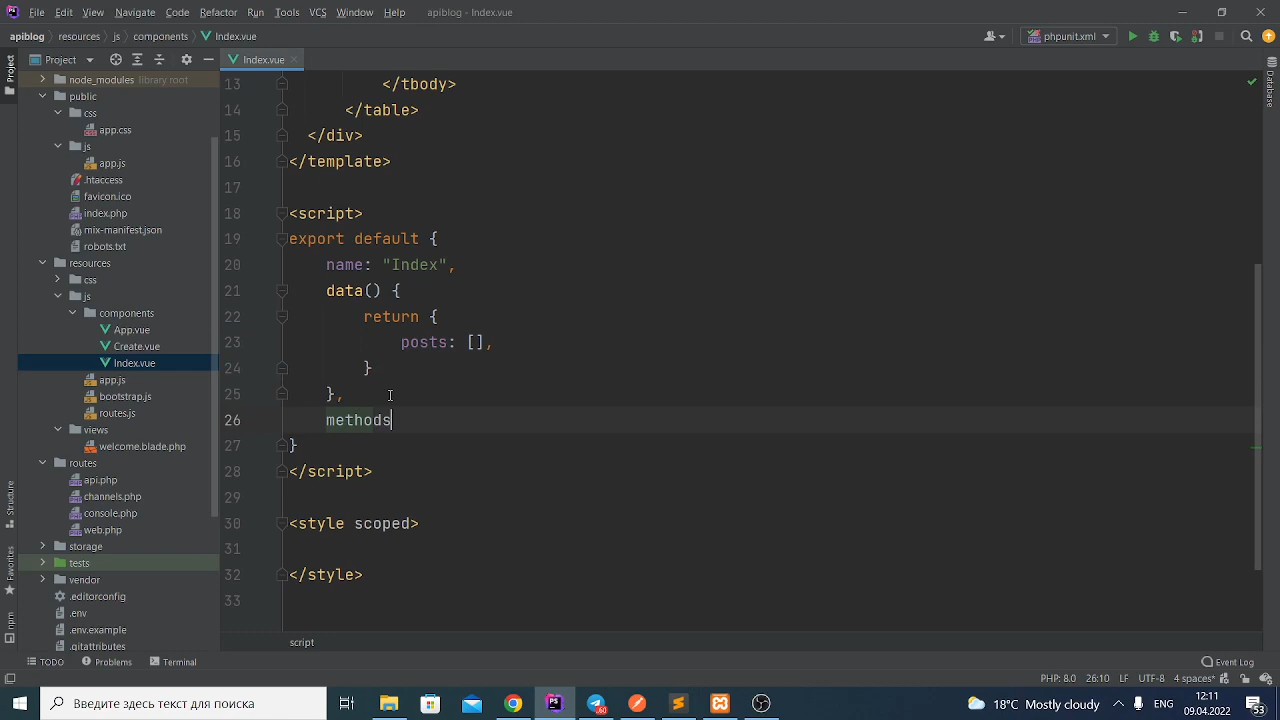 File Edit View Navigate Code Refactor Run Tools VCS Window Help apiblog - Index.vue
apiblog resources js components Index.vue phpunit.xml
Project Index.vue
Project
Database
Structure
Favorites
npm
node_modules library root
public
css
app.css
js
app.js
.htaccess
favicon.ico
index.php
mix-manifest.json
robots.txt
resources
css
js
components
App.vue
Create.vue
Index.vue
app.js
bootstrap.js
routes.js
views
welcome.blade.php
routes
api.php
channels.php
console.php
web.php
storage
tests
vendor
.editorconfig
.env
.env.example
.gitattributes
13 </tbody>
14 </table>
15 </div>
16 </template>
17
18 <script>
19 export default {
20 name: "Index",
21 data() {
22 return {
23 posts: [],
24 }
25 },
26 methods
27 }
28 </script>
29
30 <style scoped>
31
32 </style>
33
script
TODO Problems Terminal Event Log
PHP: 8.0 26:10 LF UTF-8 4 spaces
Введите здесь текст для поиска
.60
18°C Mostly cloudy ENG 12:11
09.04.2022
53